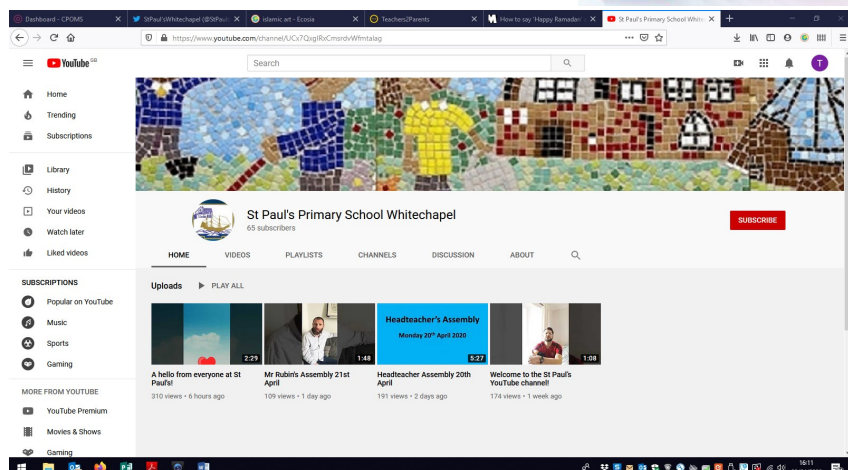 Dashboard - CPOMS
StPaul'sWhitechapel (@StPaul
islamic art - Ecosia
Teachers2Parents
How to say 'Happy Ramadan'
St Paul's Primary School White
https://www.youtube.com/channel/
YouTube GB
Search
T
Home
Trending
Subscriptions
Library
History
Your videos
Watch later
Liked videos
SUBSCRIPTIONS
Popular on YouTube
Music
Sports
Gaming
MORE FROM YOUTUBE
YouTube Premium
Movies & Shows
Gaming
St Paul's Primary School Whitechapel
65 subscribers
SUBSCRIBE
HOME VIDEOS PLAYLISTS CHANNELS DISCUSSION ABOUT
Uploads PLAY ALL
2:29
A hello from everyone at St
Paul's!
310 views • 6 hours ago
1:48
Mr Rubin's Assembly 21st
April
109 views • 1 day ago
Headteacher's Assembly
Monday 20th April 2020
5:27
Headteacher Assembly 20th
April
191 views • 2 days ago
1:08
Welcome to the St Paul's
YouTube channel!
174 views • 1 week ago
16:11